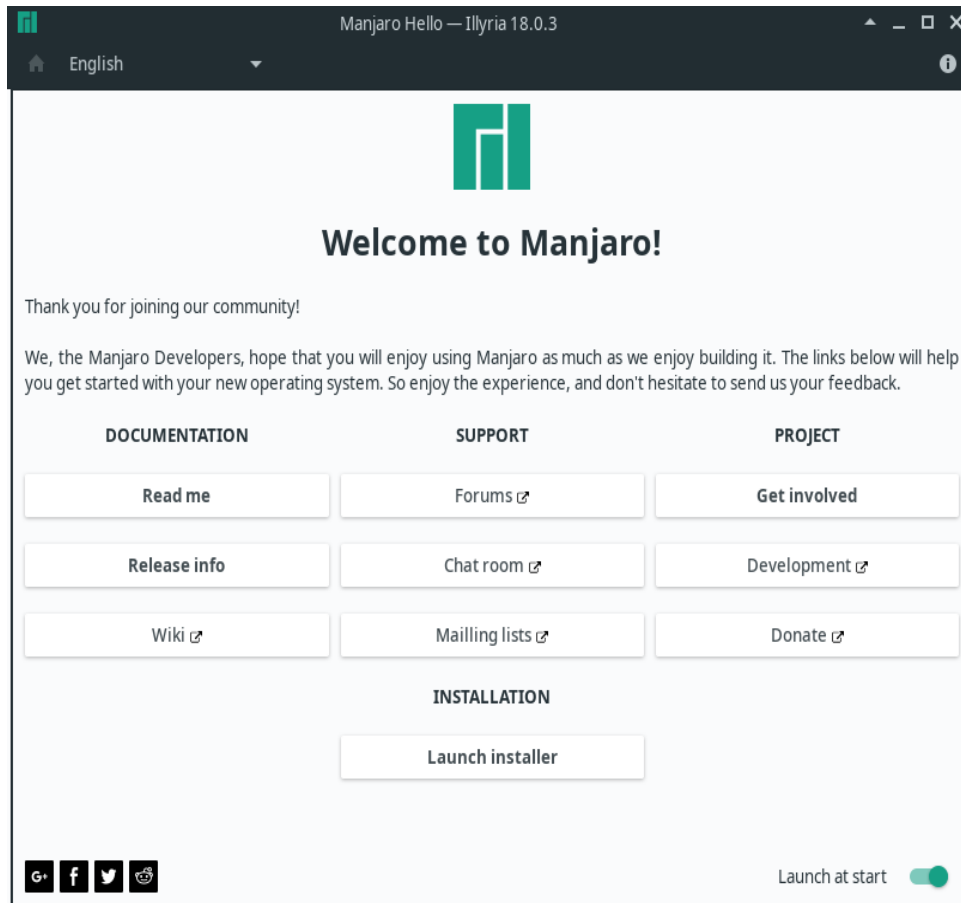 Manjaro Hello — Illyria 18.0.3
English
Welcome to Manjaro!
Thank you for joining our community!
We, the Manjaro Developers, hope that you will enjoy using Manjaro as much as we enjoy building it. The links below will help
you get started with your new operating system. So enjoy the experience, and don't hesitate to send us your feedback.
DOCUMENTATION SUPPORT PROJECT
Read me Forums Get involved
Release info Chat room Development
Wiki Mailling lists Donate
INSTALLATION
Launch installer
G+ Launch at start